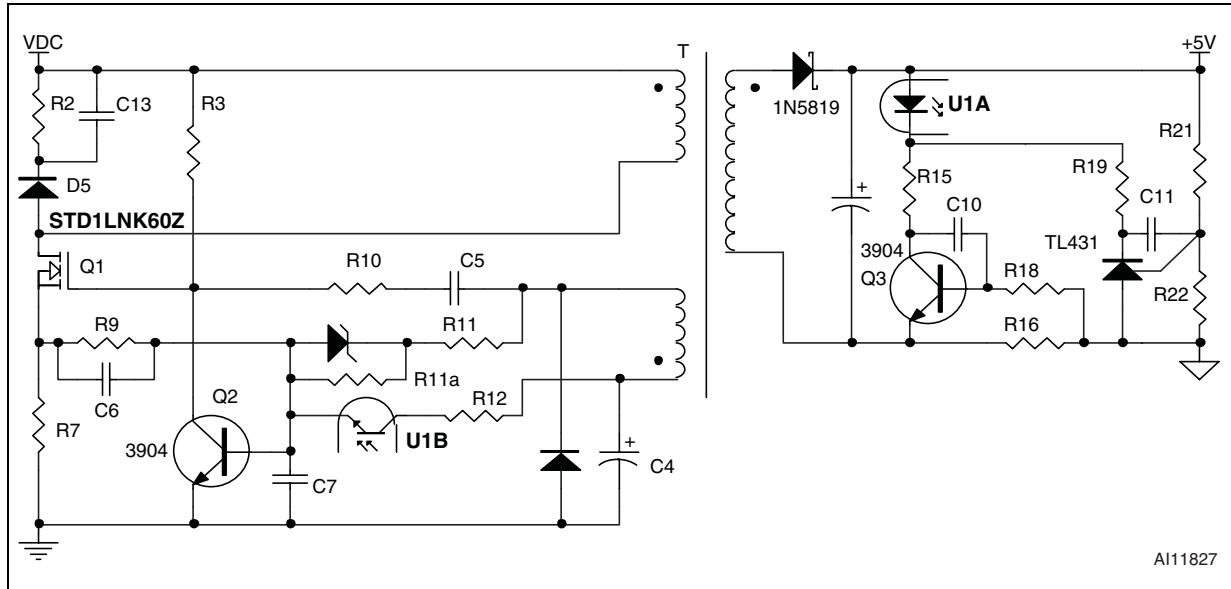 VDC
T
+5V
R2
C13
R3
1N5819
U1A
R21
D5
R15
R19
C11
STD1LNK60Z
C10
TL431
Q1
R10
C5
3904
Q3
R18
R22
R9
R11
R16
C6
Q2
R11a
R12
R7
3904
U1B
+
C4
C7
+
AI11827